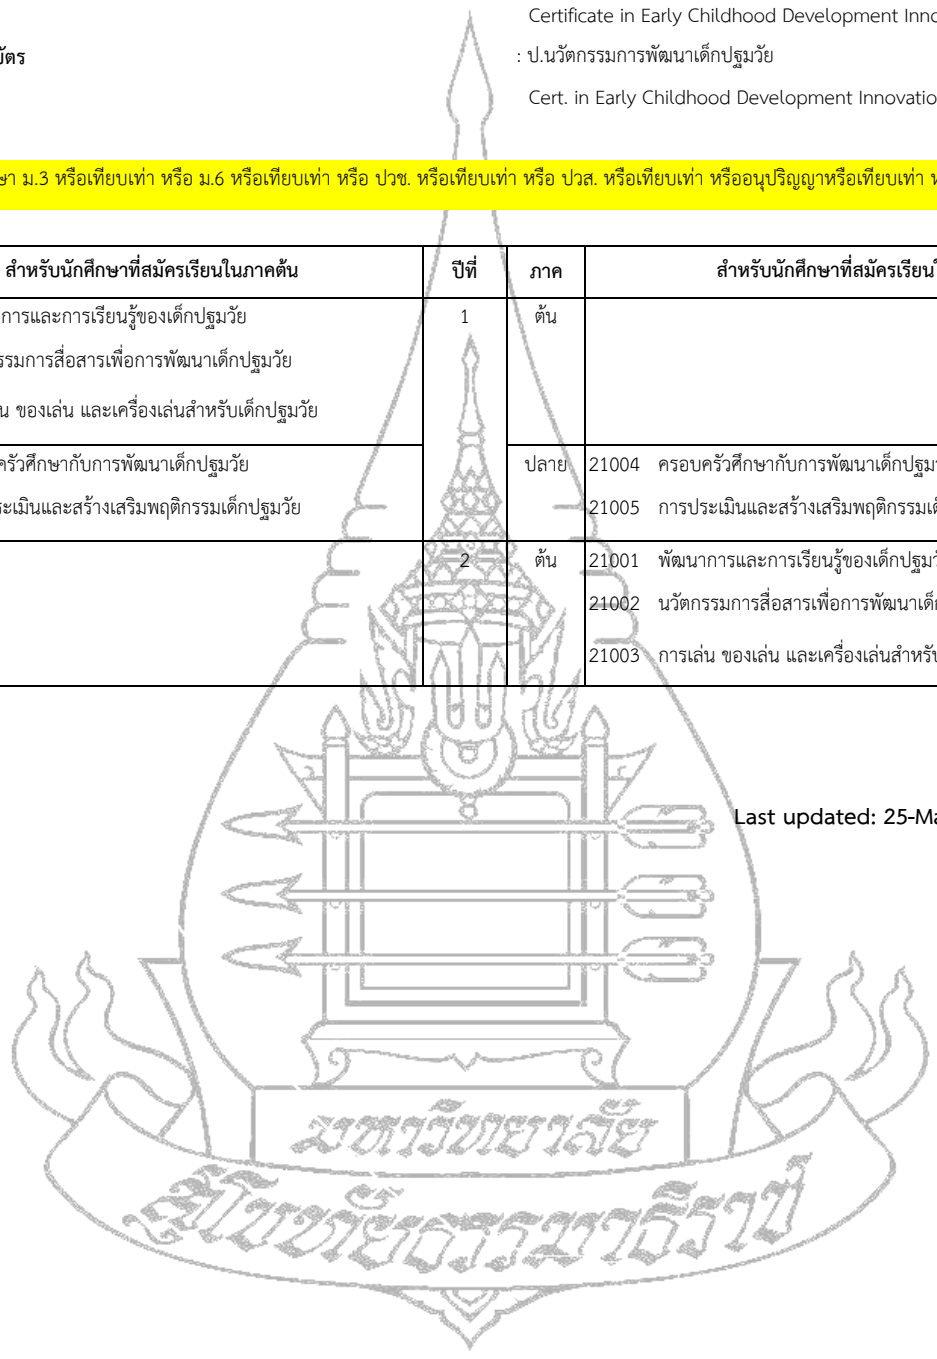 Certificate in Early Childhood Development Inno
บัตร : ป.นวัตกรรมการพัฒนาเด็กปฐมวัย
Cert. in Early Childhood Development Innovatio
ษา ม.3 หรือเทียบเท่า หรือ ม.6 หรือเทียบเท่า หรือ ปวช. หรือเทียบเท่า หรือ ปวส. หรือเทียบเท่า หรืออนุปริญญาหรือเทียบเท่า ห
สำหรับนักศึกษาที่สมัครเรียนในภาคต้น ปีที่ ภาค สำหรับนักศึกษาที่สมัครเรียนใ
การและการเรียนรู้ของเด็กปฐมวัย 1 ต้น
รรมการสื่อสารเพื่อการพัฒนาเด็กปฐมวัย
น ของเล่น และเครื่องเล่นสำหรับเด็กปฐมวัย
ครัวศึกษากับการพัฒนาเด็กปฐมวัย ปลาย 21004 ครอบครัวศึกษากับการพัฒนาเด็กปฐมวั
ระเมินและสร้างเสริมพฤติกรรมเด็กปฐมวัย 21005 การประเมินและสร้างเสริมพฤติกรรมเด็
2 ต้น 21001 พัฒนาการและการเรียนรู้ของเด็กปฐมวั
21002 นวัตกรรมการสื่อสารเพื่อการพัฒนาเด็ก
21003 การเล่น ของเล่น และเครื่องเล่นสำหรับ
Last updated: 25-Ma
มหาวิทยาลัย
สุโขทัยธรรมาธิราช